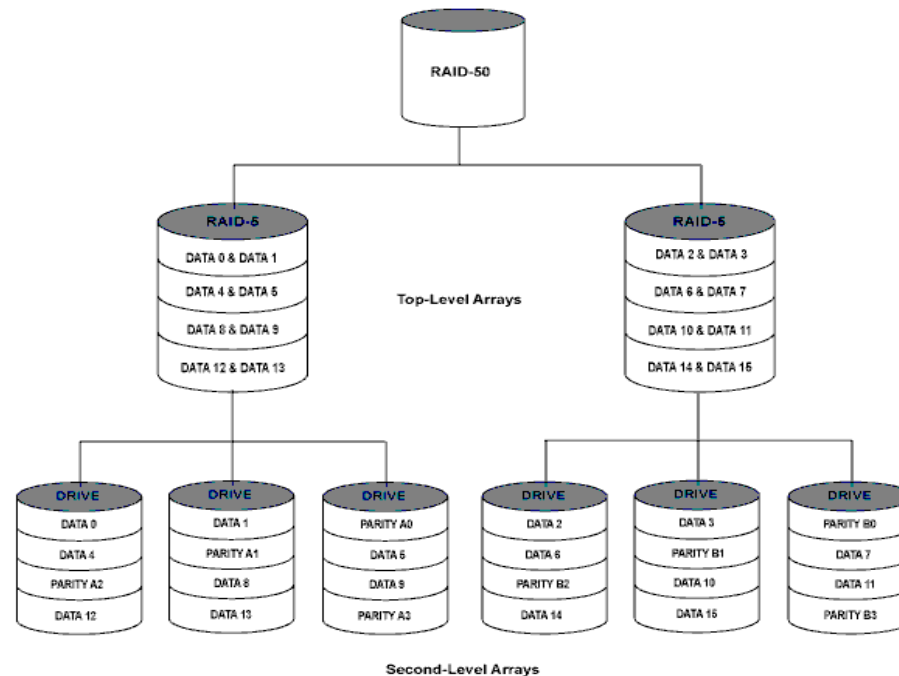 RAID-50
RAID-5
DATA 0 & DATA 1
DATA 4 & DATA 5
DATA 8 & DATA 9
DATA 12 & DATA 13
Top-Level Arrays
RAID-5
DATA 2 & DATA 3
DATA 6 & DATA 7
DATA 10 & DATA 11
DATA 14 & DATA 15
DRIVE
DATA 0
DATA 4
PARITY A2
DATA 12
DRIVE
DATA 1
PARITY A1
DATA 8
DATA 13
DRIVE
PARITY A0
DATA 5
DATA 9
PARITY A3
DRIVE
DATA 2
DATA 6
PARITY B2
DATA 14
DRIVE
DATA 3
PARITY B1
DATA 10
DATA 15
DRIVE
PARITY B0
DATA 7
DATA 11
PARITY B3
Second-Level Arrays